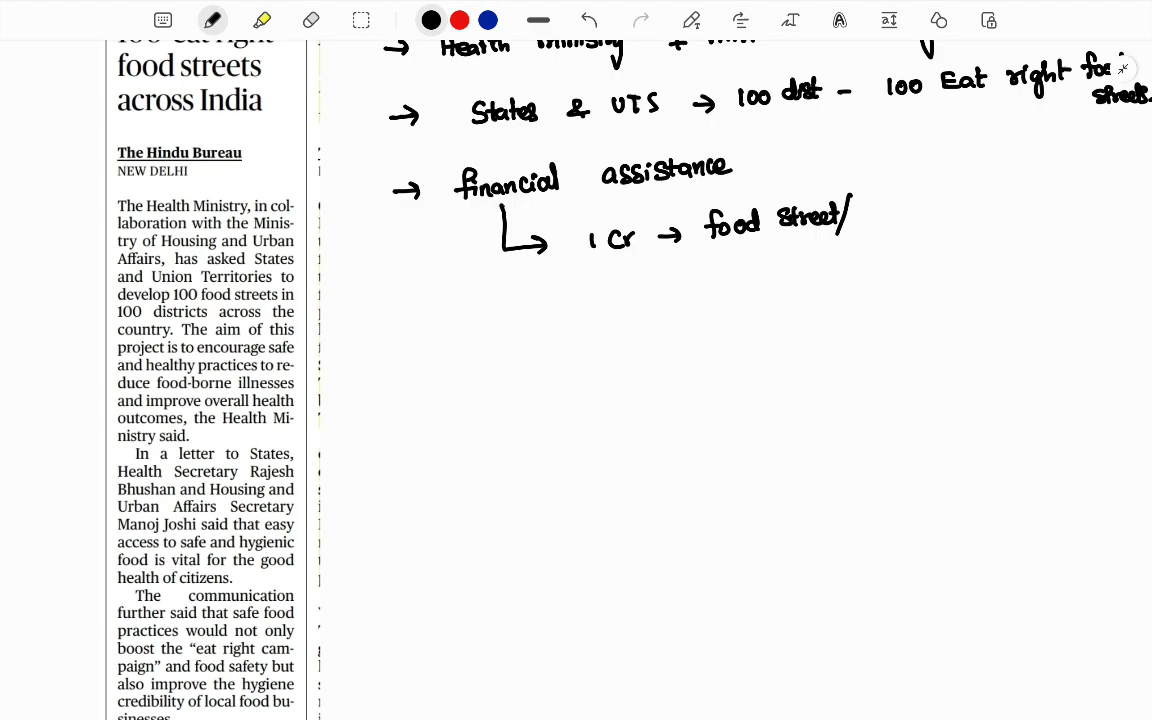 100 eat right
food streets
across India
The Hindu Bureau
NEW DELHI
The Health Ministry, in col-
laboration with the Minis-
try of Housing and Urban
Affairs, has asked States
and Union Territories to
develop 100 food streets in
100 districts across the
country. The aim of this
project is to encourage safe
and healthy practices to re-
duce food-borne illnesses
and improve overall health
outcomes, the Health Mi-
nistry said.
In a letter to States,
Health Secretary Rajesh
Bhushan and Housing and
Urban Affairs Secretary
Manoj Joshi said that easy
access to safe and hygienic
food is vital for the good
health of citizens.
The communication
further said that safe food
practices would not only
boost the “eat right cam-
paign” and food safety but
also improve the hygiene
credibility of local food bu-
sinesses.
→ Health Ministry +
→ States & UTS → 100 dist - 100 Eat right food
streets.
→ financial assistance
→ 1 Cr → food street/